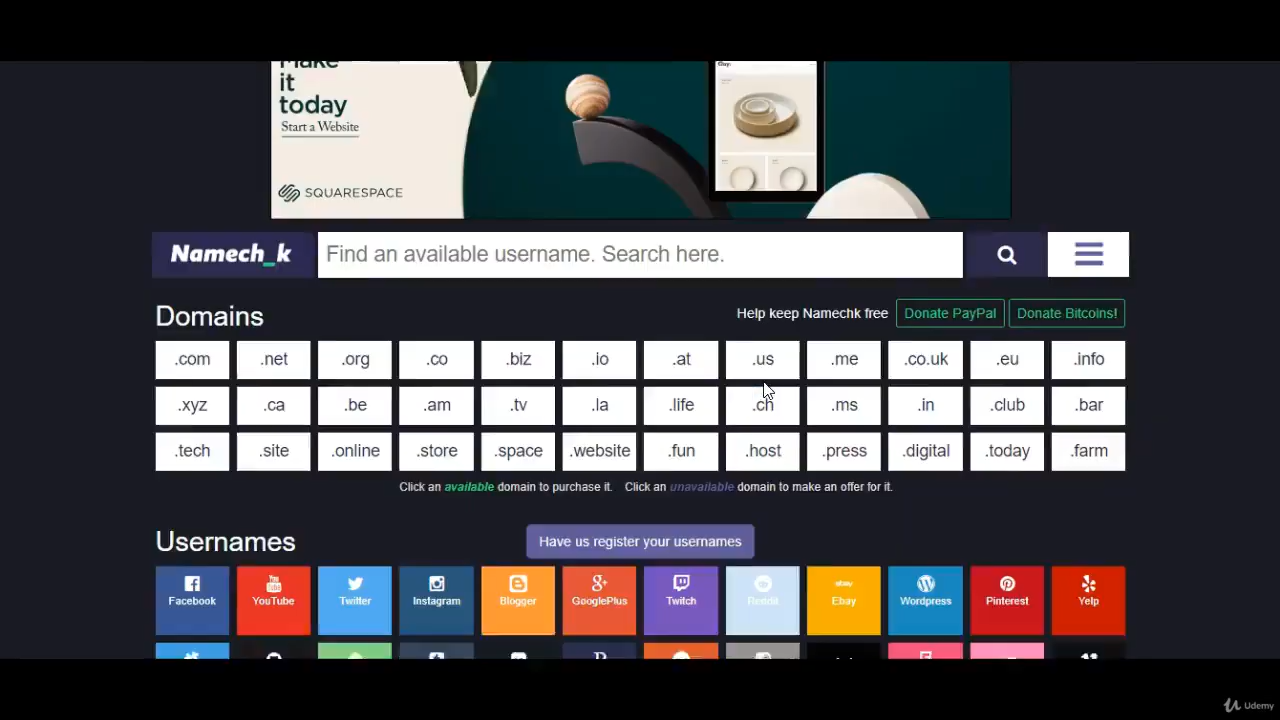 Make
it
today
Start a Website
SQUARESPACE
Namech_k
Find an available username. Search here.
Domains
Help keep Namechk free
Donate PayPal
Donate Bitcoins!
.com .net .org .co .biz .io .at .us .me .co.uk .eu .info
.xyz .ca .be .am .tv .la .life .ch .ms .in .club .bar
.tech .site .online .store .space .website .fun .host .press .digital .today .farm
Click an available domain to purchase it. Click an unavailable domain to make an offer for it.
Usernames
Have us register your usernames
Facebook YouTube Twitter Instagram Blogger GooglePlus Twitch Reddit Ebay Wordpress Pinterest Yelp
Udemy